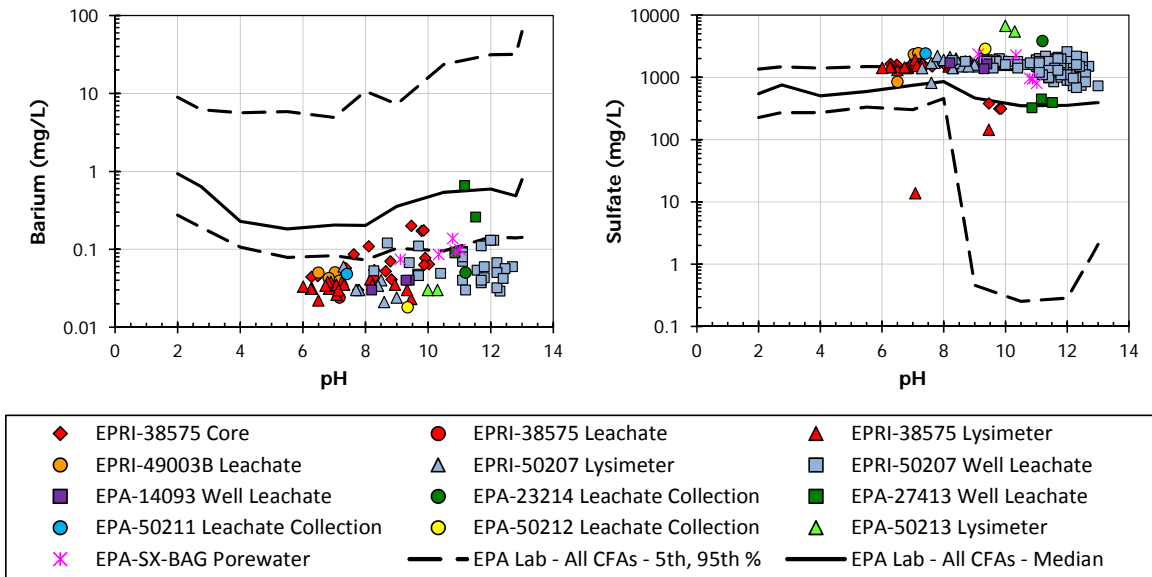 100
10
1
0.1
0.01
Barium (mg/L)
0 2 4 6 8 10 12 14
pH
10000
1000
100
10
1
0.1
Sulfate (mg/L)
0 2 4 6 8 10 12 14
pH
EPRI-38575 Core EPRI-38575 Leachate EPRI-38575 Lysimeter
EPRI-49003B Leachate EPRI-50207 Lysimeter EPRI-50207 Well Leachate
EPA-14093 Well Leachate EPA-23214 Leachate Collection EPA-27413 Well Leachate
EPA-50211 Leachate Collection EPA-50212 Leachate Collection EPA-50213 Lysimeter
EPA-SX-BAG Porewater EPA Lab - All CFAs - 5th, 95th % EPA Lab - All CFAs - Median